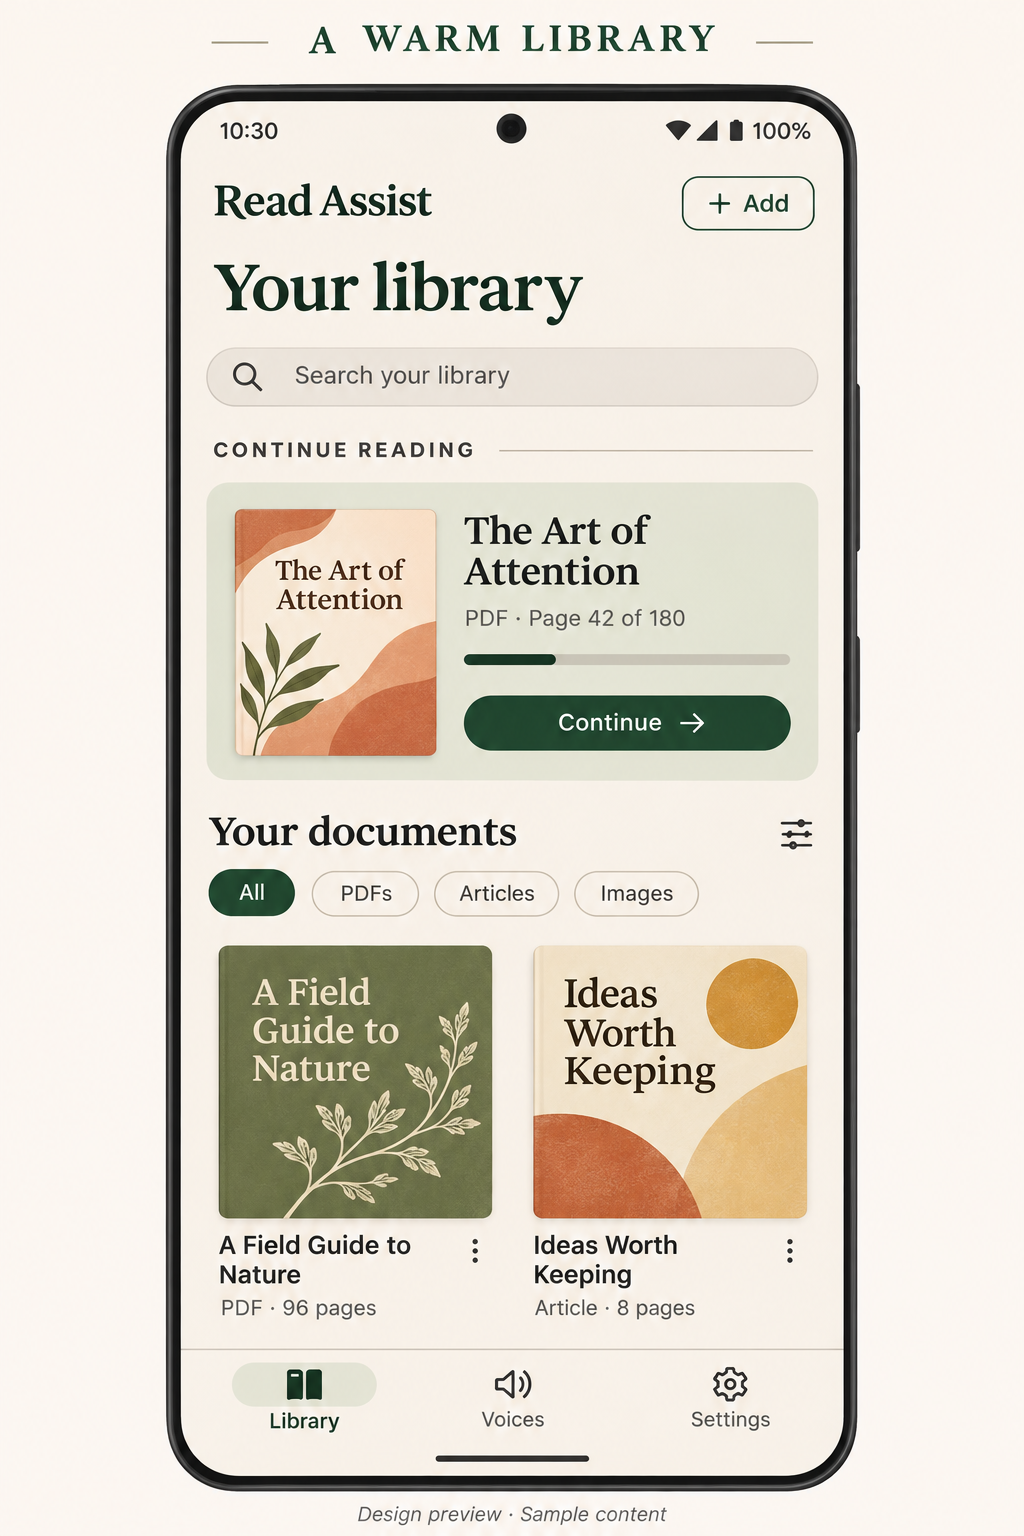 A WARM LIBRARY
10:30
100%
Read Assist
+ Add
Your library
Search your library
CONTINUE READING
The Art of
Attention
The Art of
Attention
PDF · Page 42 of 180
Continue →
Your documents
All
PDFs
Articles
Images
A Field
Guide to
Nature
Ideas
Worth
Keeping
A Field Guide to
Nature
PDF · 96 pages
Ideas Worth
Keeping
Article · 8 pages
Library
Voices
Settings
Design preview · Sample content